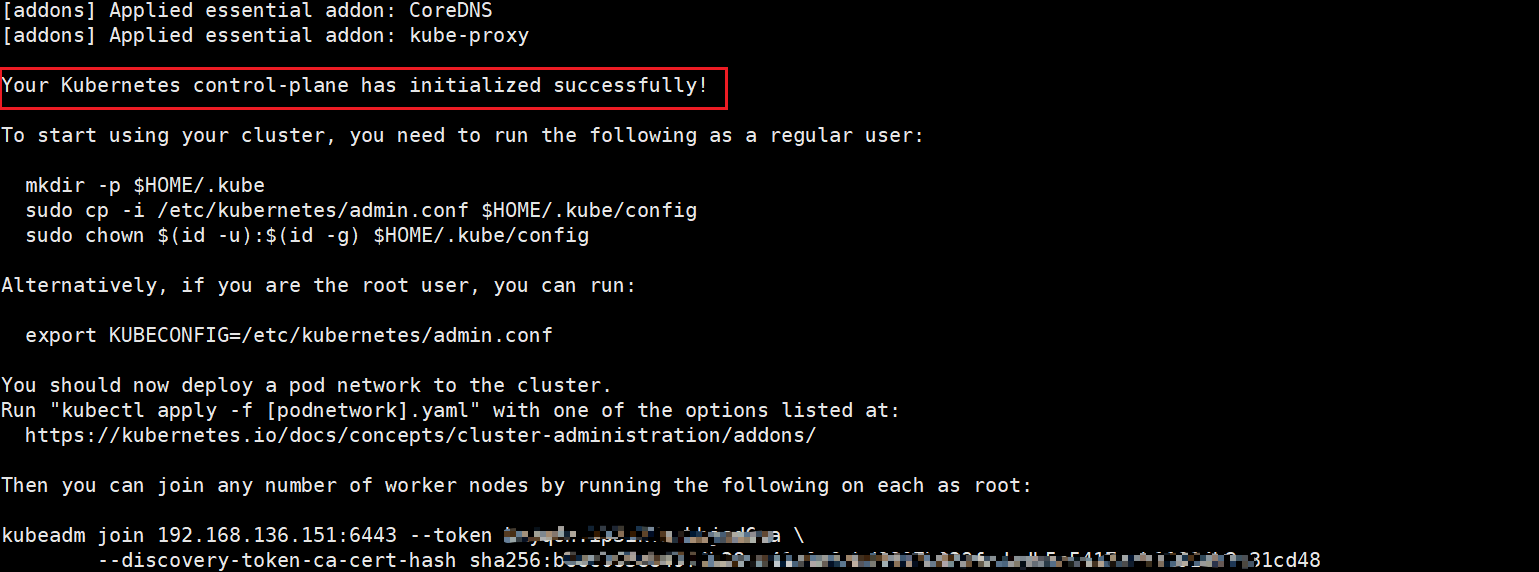 [addons] Applied essential addon: CoreDNS
[addons] Applied essential addon: kube-proxy
Your Kubernetes control-plane has initialized successfully!
To start using your cluster, you need to run the following as a regular user:
mkdir -p $HOME/.kube
sudo cp -i /etc/kubernetes/admin.conf $HOME/.kube/config
sudo chown $(id -u):$(id -g) $HOME/.kube/config
Alternatively, if you are the root user, you can run:
export KUBECONFIG=/etc/kubernetes/admin.conf
You should now deploy a pod network to the cluster.
Run "kubectl apply -f [podnetwork].yaml" with one of the options listed at:
https://kubernetes.io/docs/concepts/cluster-administration/addons/
Then you can join any number of worker nodes by running the following on each as root:
kubeadm join 192.168.136.151:6443 --token \
--discovery-token-ca-cert-hash